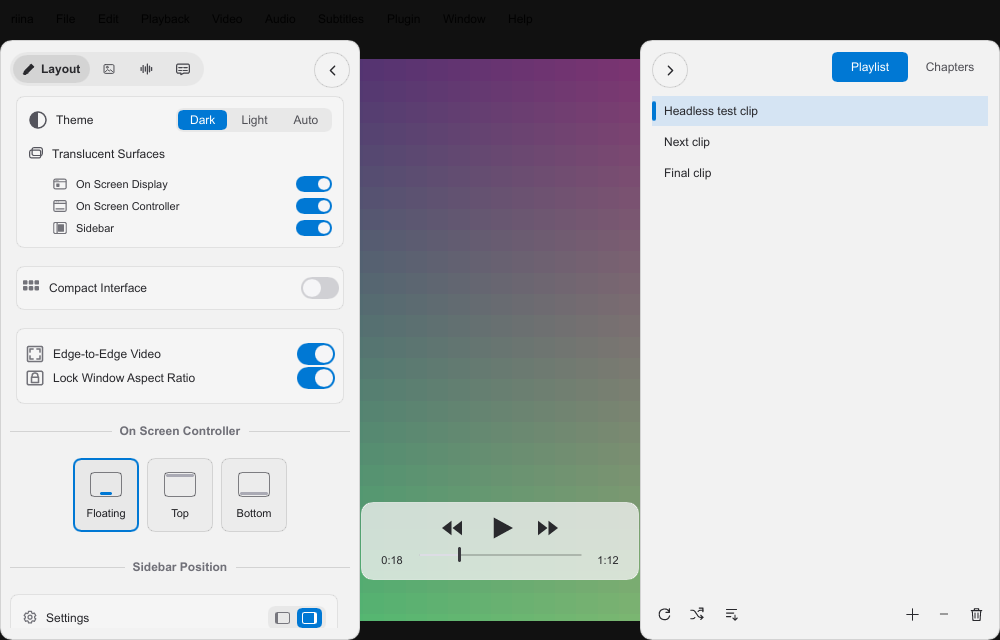 iina File Edit Playback Video Audio Subtitles Plugin Window Help
Layout
Playlist Chapters
Theme Dark Light Auto
Translucent Surfaces
On Screen Display
On Screen Controller
Sidebar
Compact Interface
Edge-to-Edge Video
Lock Window Aspect Ratio
On Screen Controller
Floating Top Bottom
Sidebar Position
Settings
0:18 1:12
Headless test clip
Next clip
Final clip